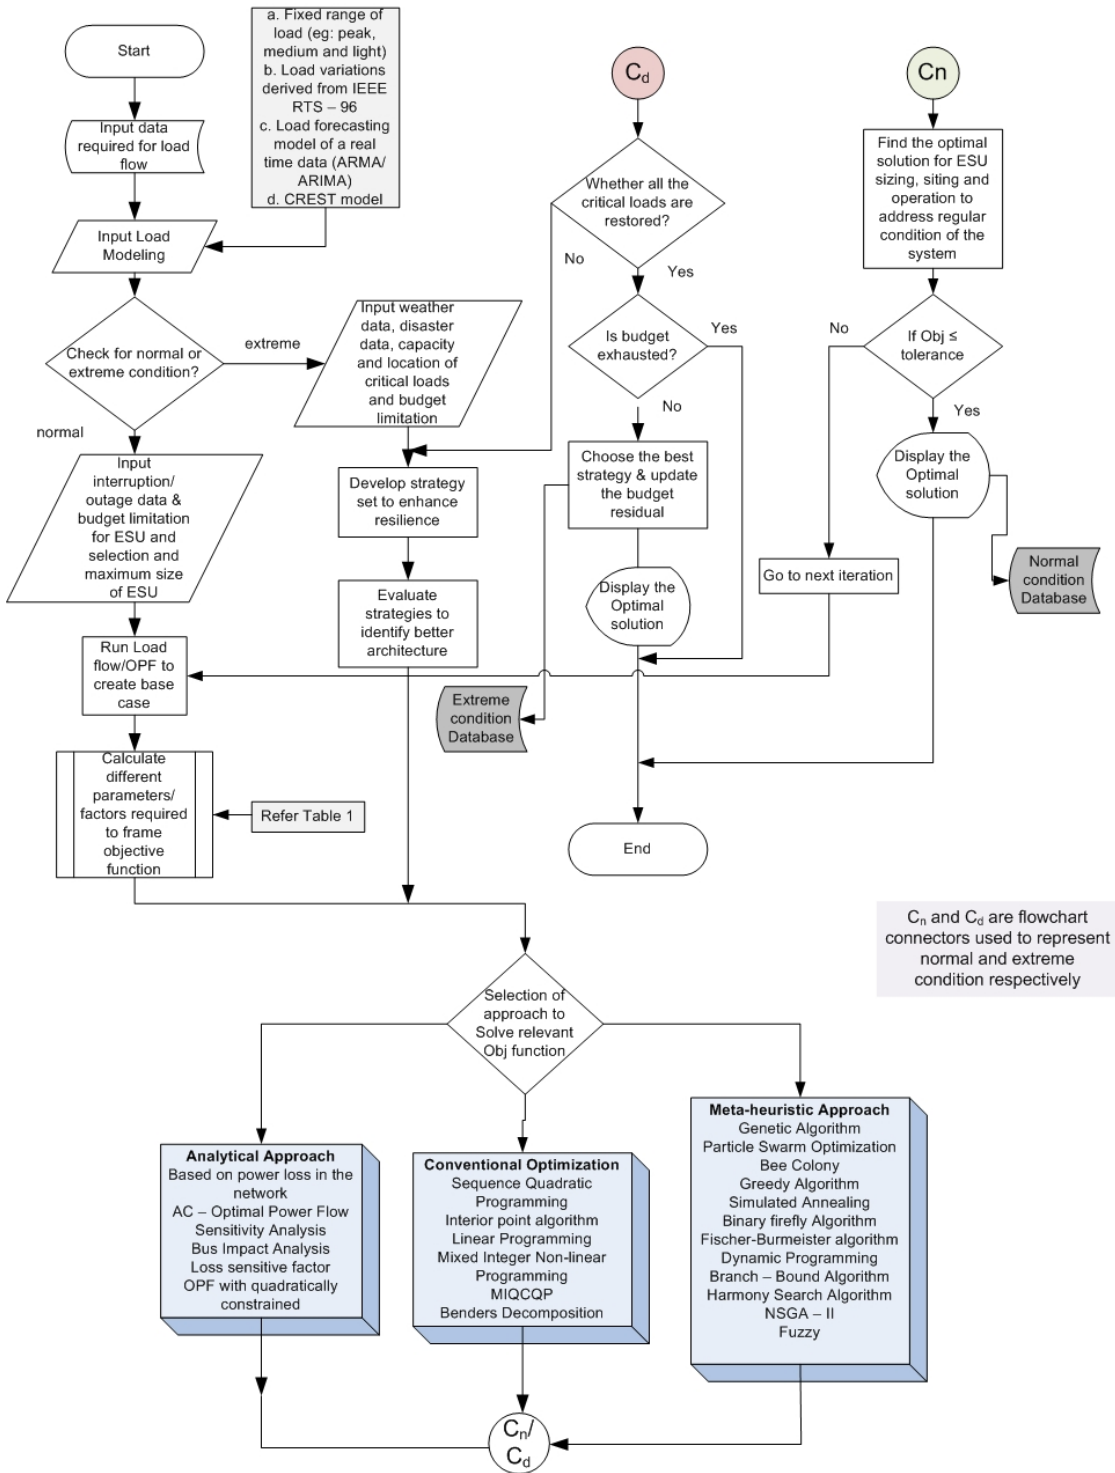 Start
Input data
required for load
flow
Input Load
Modeling
a. Fixed range of
load (eg: peak,
medium and light)
b. Load variations
derived from IEEE
RTS – 96
c. Load forecasting
model of a real
time data (ARMA/
ARIMA)
d. CREST model
Check for normal or
extreme condition?
extreme
normal
Input weather
data, disaster
data, capacity
and location of
critical loads
and budget
limitation
Input
interruption/
outage data &
budget limitation
for ESU and
selection and
maximum size
of ESU
Develop strategy
set to enhance
resilience
Evaluate
strategies to
identify better
architecture
Run Load
flow/OPF to
create base
case
Calculate
different
parameters/
factors required
to frame
objective
function
Refer Table 1
Cd
Whether all the
critical loads are
restored?
No
Yes
Is budget
exhausted?
Yes
No
Choose the best
strategy & update
the budget
residual
Display the
Optimal
solution
Extreme
condition
Database
End
Cn
Find the optimal
solution for ESU
sizing, siting and
operation to
address regular
condition of the
system
No
If Obj ≤
tolerance
Yes
Display the
Optimal
solution
Go to next iteration
Normal
condition
Database
Cn and Cd are flowchart
connectors used to represent
normal and extreme
condition respectively
Selection of
approach to
Solve relevant
Obj function
Analytical Approach
Based on power loss in the
network
AC – Optimal Power Flow
Sensitivity Analysis
Bus Impact Analysis
Loss sensitive factor
OPF with quadratically
constrained
Conventional Optimization
Sequence Quadratic
Programming
Interior point algorithm
Linear Programming
Mixed Integer Non-linear
Programming
MIQCQP
Benders Decomposition
Meta-heuristic Approach
Genetic Algorithm
Particle Swarm Optimization
Bee Colony
Greedy Algorithm
Simulated Annealing
Binary firefly Algorithm
Fischer-Burmeister algorithm
Dynamic Programming
Branch – Bound Algorithm
Harmony Search Algorithm
NSGA – II
Fuzzy
Cn/
Cd